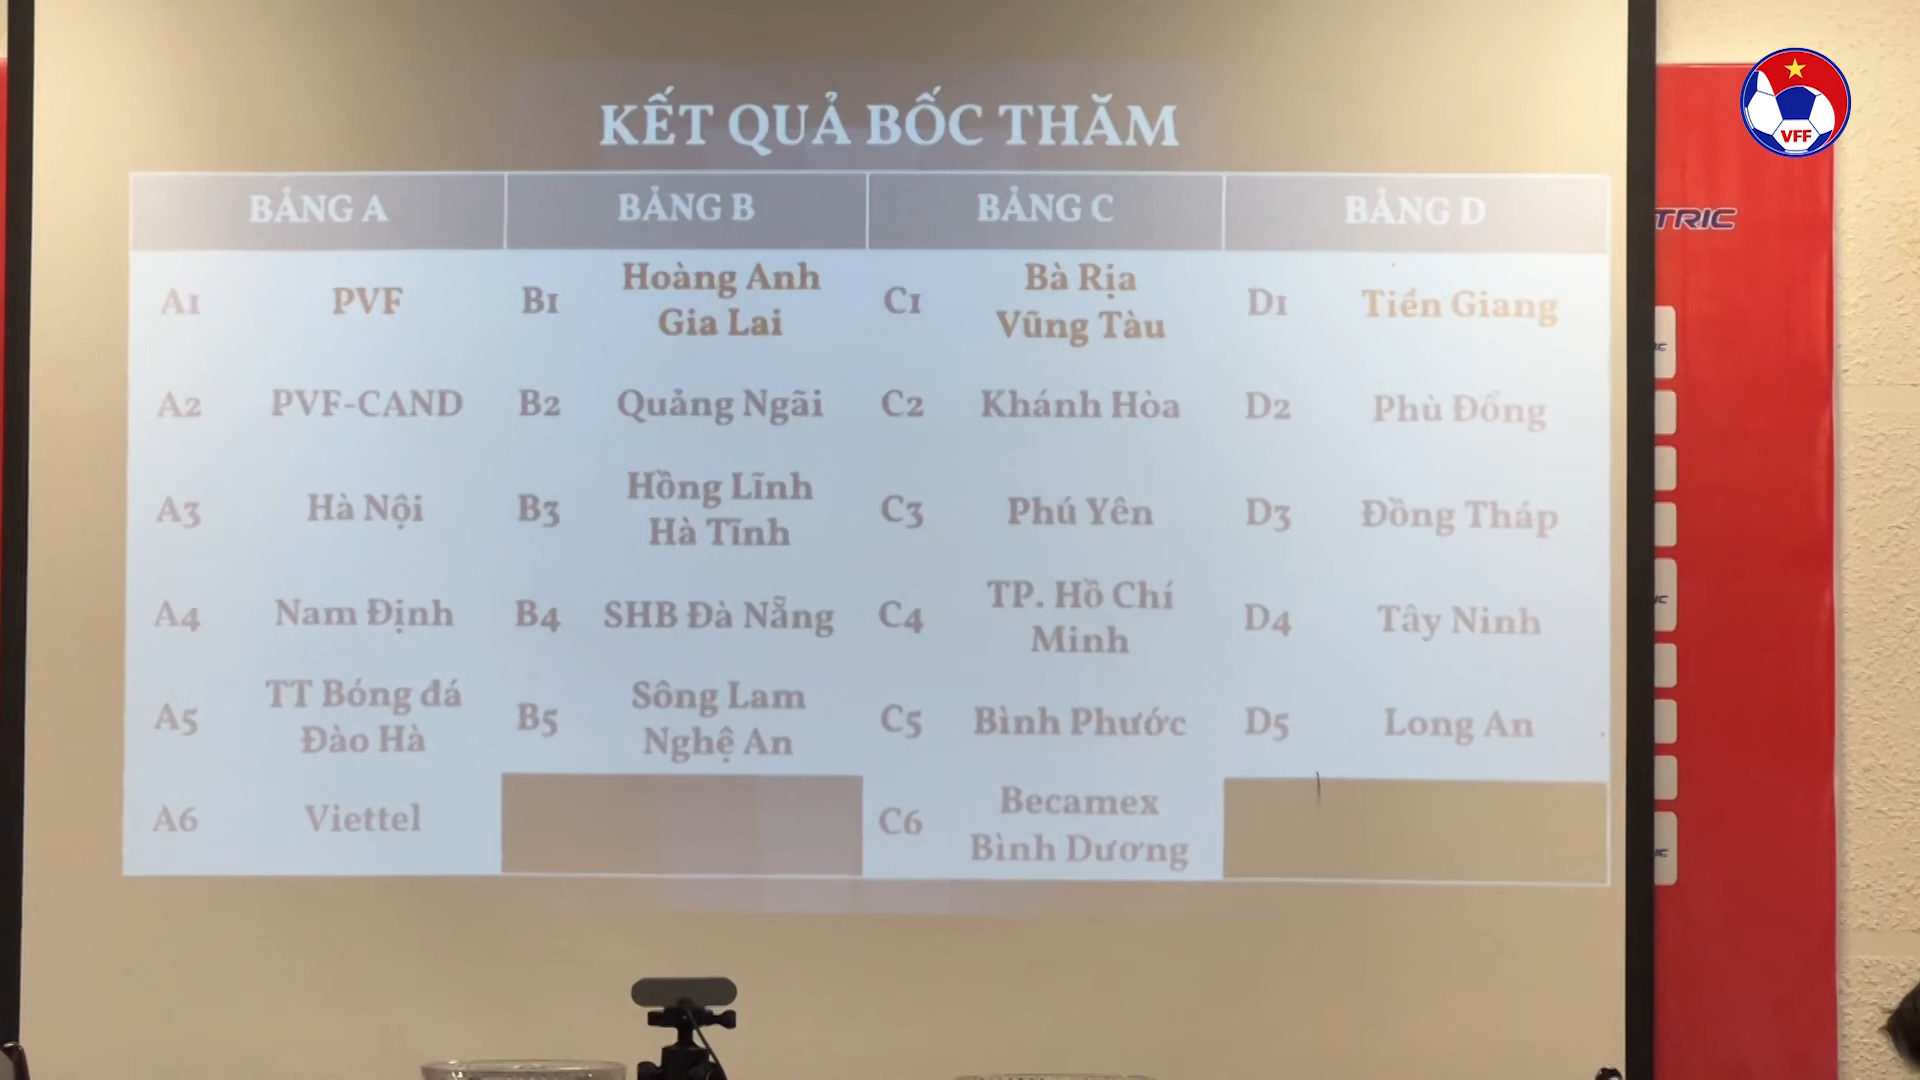 KẾT QUẢ BỐC THĂM
BẢNG A BẢNG B BẢNG C BẢNG D
A1 PVF B1 Hoàng Anh Gia Lai C1 Bà Rịa Vũng Tàu D1 Tiền Giang
A2 PVF-CAND B2 Quảng Ngãi C2 Khánh Hòa D2 Phù Đổng
A3 Hà Nội B3 Hồng Lĩnh Hà Tĩnh C3 Phú Yên D3 Đồng Tháp
A4 Nam Định B4 SHB Đà Nẵng C4 TP. Hồ Chí Minh D4 Tây Ninh
A5 TT Bóng đá Đào Hà B5 Sông Lam Nghệ An C5 Bình Phước D5 Long An
A6 Viettel C6 Becamex Bình Dương
VFF
TRIC